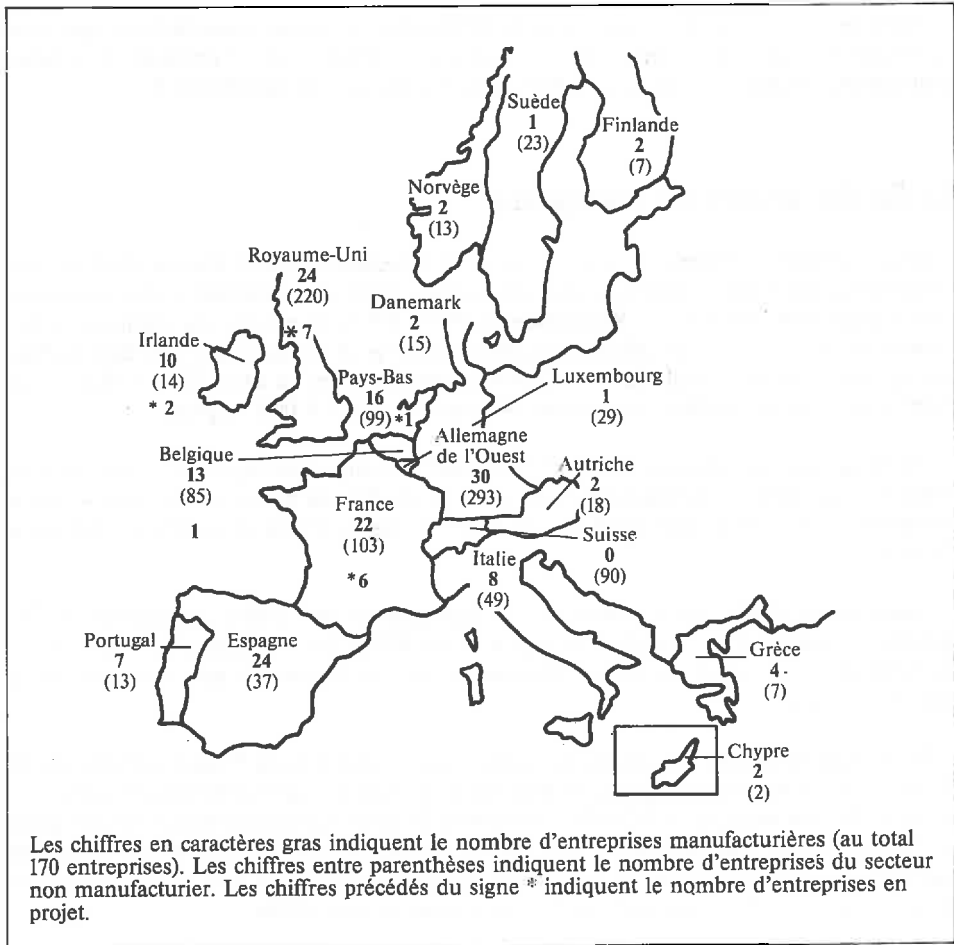 Suède
1
(23)
Finlande
2
(7)
Norvège
2
(13)
Royaume-Uni
24
(220)
* 7
Danemark
2
(15)
Irlande
10
(14)
* 2
Pays-Bas
16
(99)
*1
Luxembourg
1
(29)
Allemagne
de l'Ouest
30
(293)
Belgique
13
(85)
1
Autriche
2
(18)
France
22
(103)
*6
Suisse
0
(90)
Italie
8
(49)
Portugal
7
(13)
Espagne
24
(37)
Grèce
4
(7)
Chypre
2
(2)
Les chiffres en caractères gras indiquent le nombre d'entreprises manufacturières (au total
170 entreprises). Les chiffres entre parenthèses indiquent le nombre d'entreprises du secteur
non manufacturier. Les chiffres précédés du signe * indiquent le nombre d'entreprises en
projet.